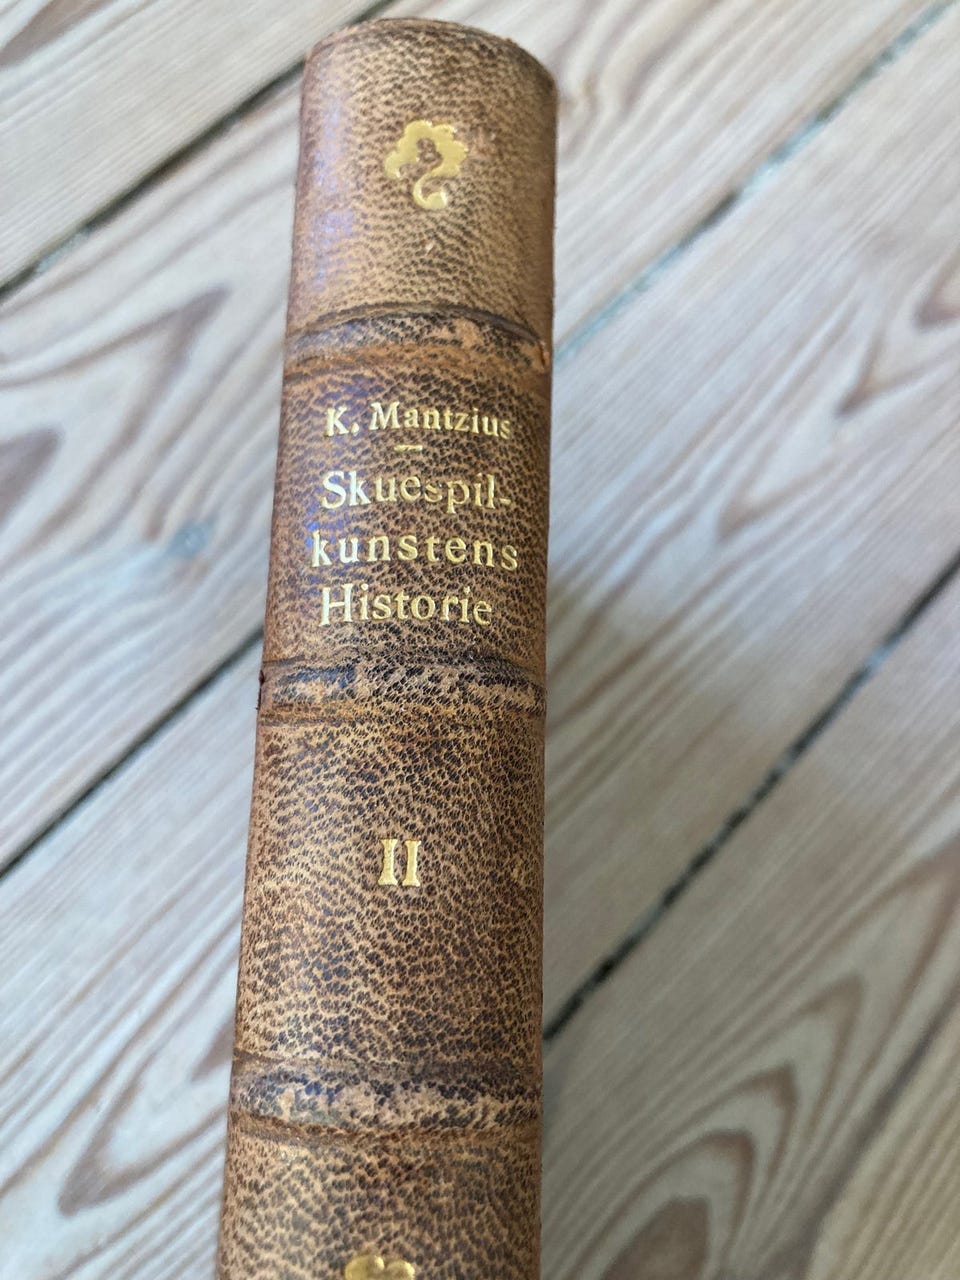 K. Mantzius
Skuespil-
kunstens
Historie
II